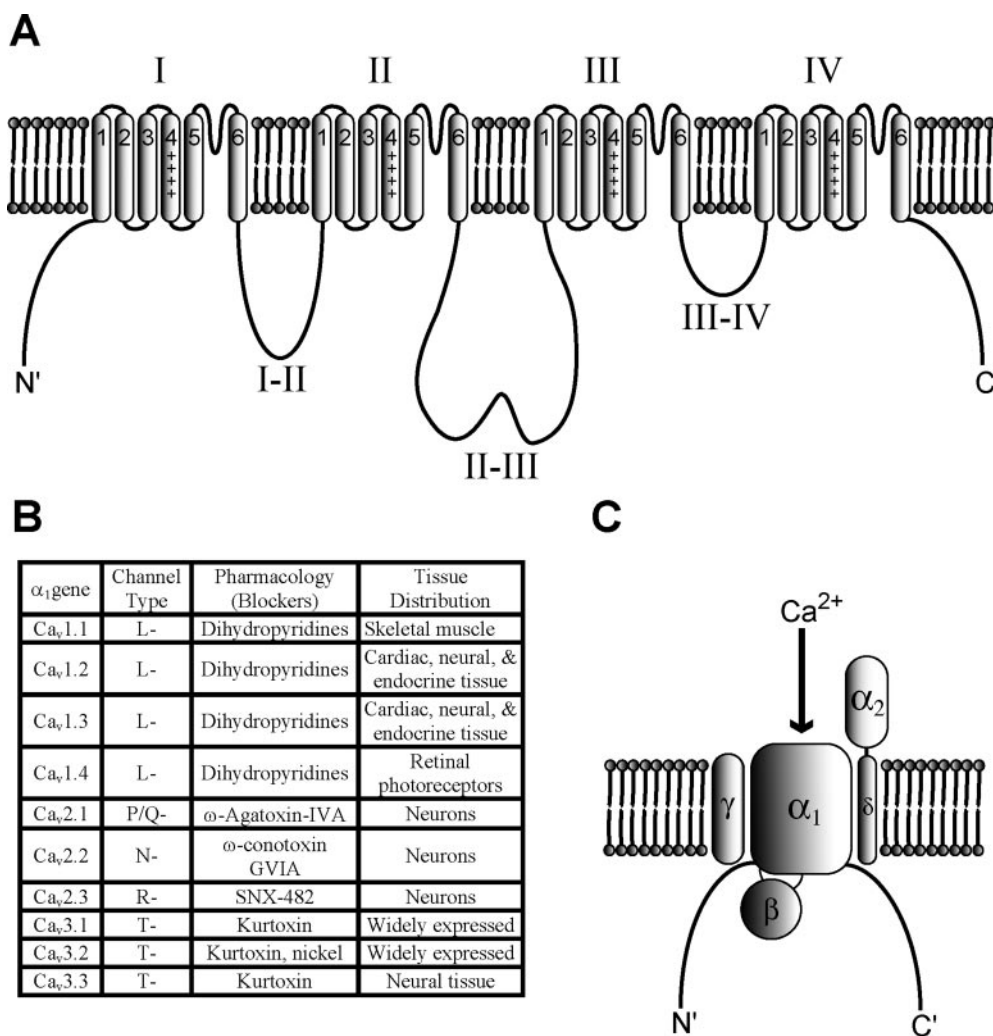 A
I II III IV
1 2 3 4 5 6 1 2 3 4 5 6 1 2 3 4 5 6 1 2 3 4 5 6
+ + + +
+ + + +
+ + + +
+ + + +
N' I-II II-III III-IV C'
B
α₁gene Channel Type Pharmacology (Blockers) Tissue Distribution
Caᵥ1.1 L- Dihydropyridines Skeletal muscle
Caᵥ1.2 L- Dihydropyridines Cardiac, neural, & endocrine tissue
Caᵥ1.3 L- Dihydropyridines Cardiac, neural, & endocrine tissue
Caᵥ1.4 L- Dihydropyridines Retinal photoreceptors
Caᵥ2.1 P/Q- ω-Agatoxin-IVA Neurons
Caᵥ2.2 N- ω-conotoxin GVIA Neurons
Caᵥ2.3 R- SNX-482 Neurons
Caᵥ3.1 T- Kurtoxin Widely expressed
Caᵥ3.2 T- Kurtoxin, nickel Widely expressed
Caᵥ3.3 T- Kurtoxin Neural tissue
C
Ca²⁺
α₂
γ α₁ δ
β
N' C'